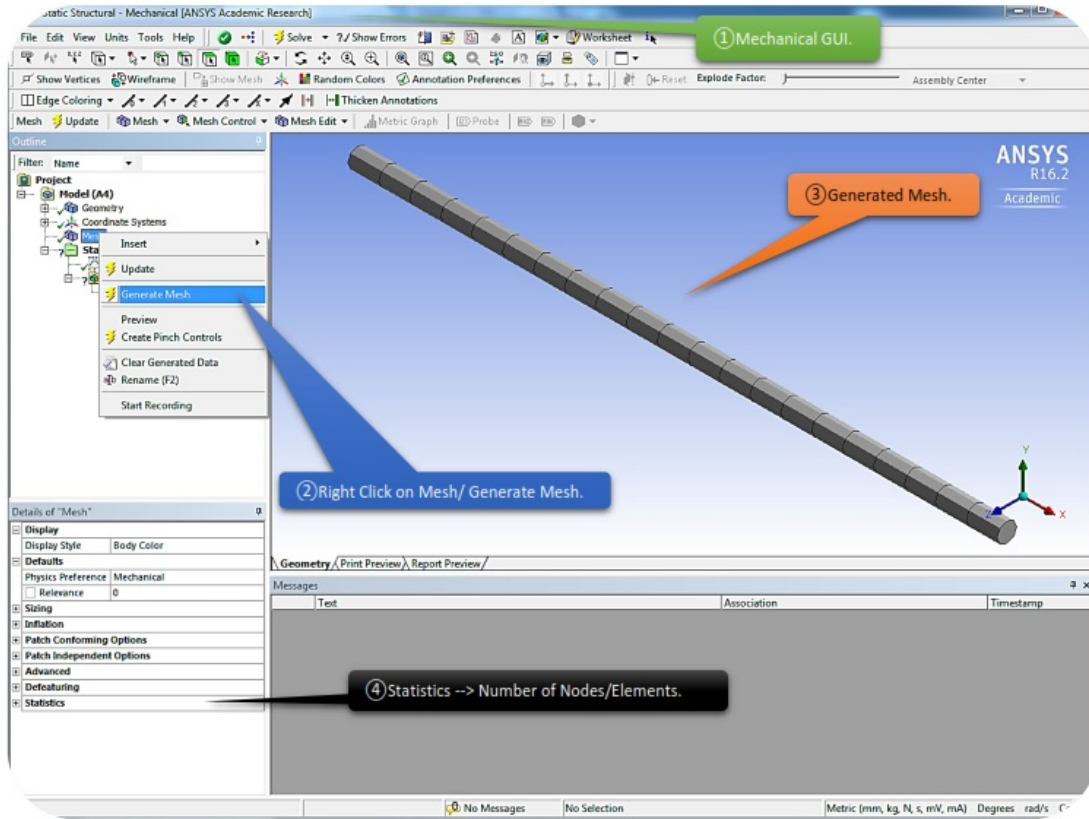 Static Structural - Mechanical [ANSYS Academic Research]
①Mechanical GUI.
File Edit View Units Tools Help Solve ?✓ Show Errors Worksheet
Show Vertices Wireframe Show Mesh Random Colors Annotation Preferences Reset Explode Factor: Assembly Center
Edge Coloring Thicken Annotations
Mesh Update Mesh Mesh Control Mesh Edit Metric Graph Probe
Outline
Filter: Name
Project
Model (A4)
Geometry
Coordinate Systems
Mes
Sta
Insert
Update
Generate Mesh
Preview
Create Pinch Controls
Clear Generated Data
Rename (F2)
Start Recording
ANSYS
R16.2
Academic
③Generated Mesh.
②Right Click on Mesh/ Generate Mesh.
Y
Z
X
Geometry Print Preview Report Preview
Details of "Mesh"
Display
Display Style Body Color
Defaults
Physics Preference Mechanical
Relevance 0
Sizing
Inflation
Patch Conforming Options
Patch Independent Options
Advanced
Defeaturing
Statistics
Messages
Text Association Timestamp
④Statistics --> Number of Nodes/Elements.
No Messages No Selection Metric (mm, kg, N, s, mV, mA) Degrees rad/s